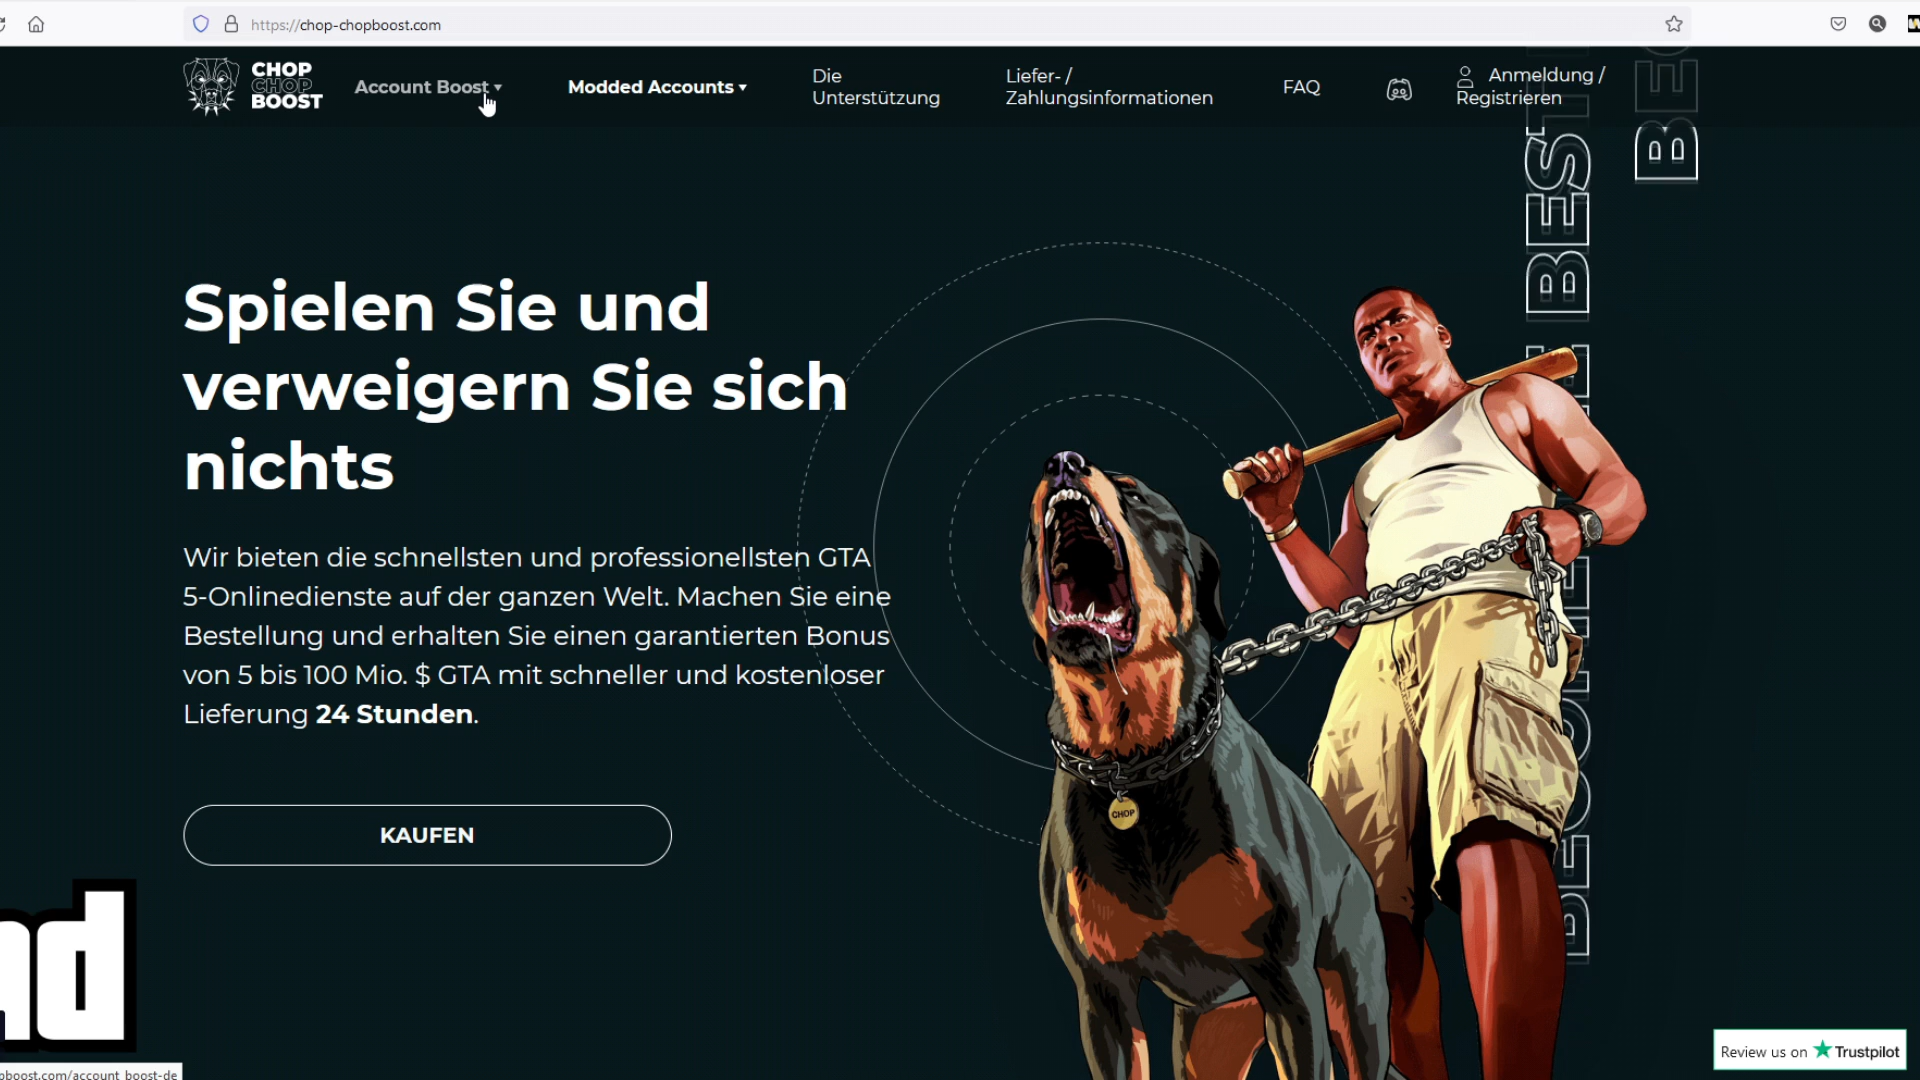 https://chop-chopboost.com
CHOP
CHOP
BOOST
Account Boost
Modded Accounts
Die
Unterstützung
Liefer- /
Zahlungsinformationen
FAQ
Anmeldung /
Registrieren
Spielen Sie und
verweigern Sie sich
nichts
Wir bieten die schnellsten und professionellsten GTA
5-Onlinedienste auf der ganzen Welt. Machen Sie eine
Bestellung und erhalten Sie einen garantierten Bonus
von 5 bis 100 Mio. $ GTA mit schneller und kostenloser
Lieferung 24 Stunden.
KAUFEN
CHOP
BEST
BE
d
pboost.com/account_boost-de
Review us on Trustpilot